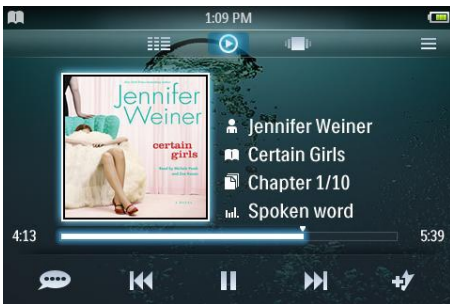 1:09 PM
Jennifer
Weiner
certain
girls
Jennifer Weiner
Certain Girls
Chapter 1/10
Spoken word
4:13
5:39